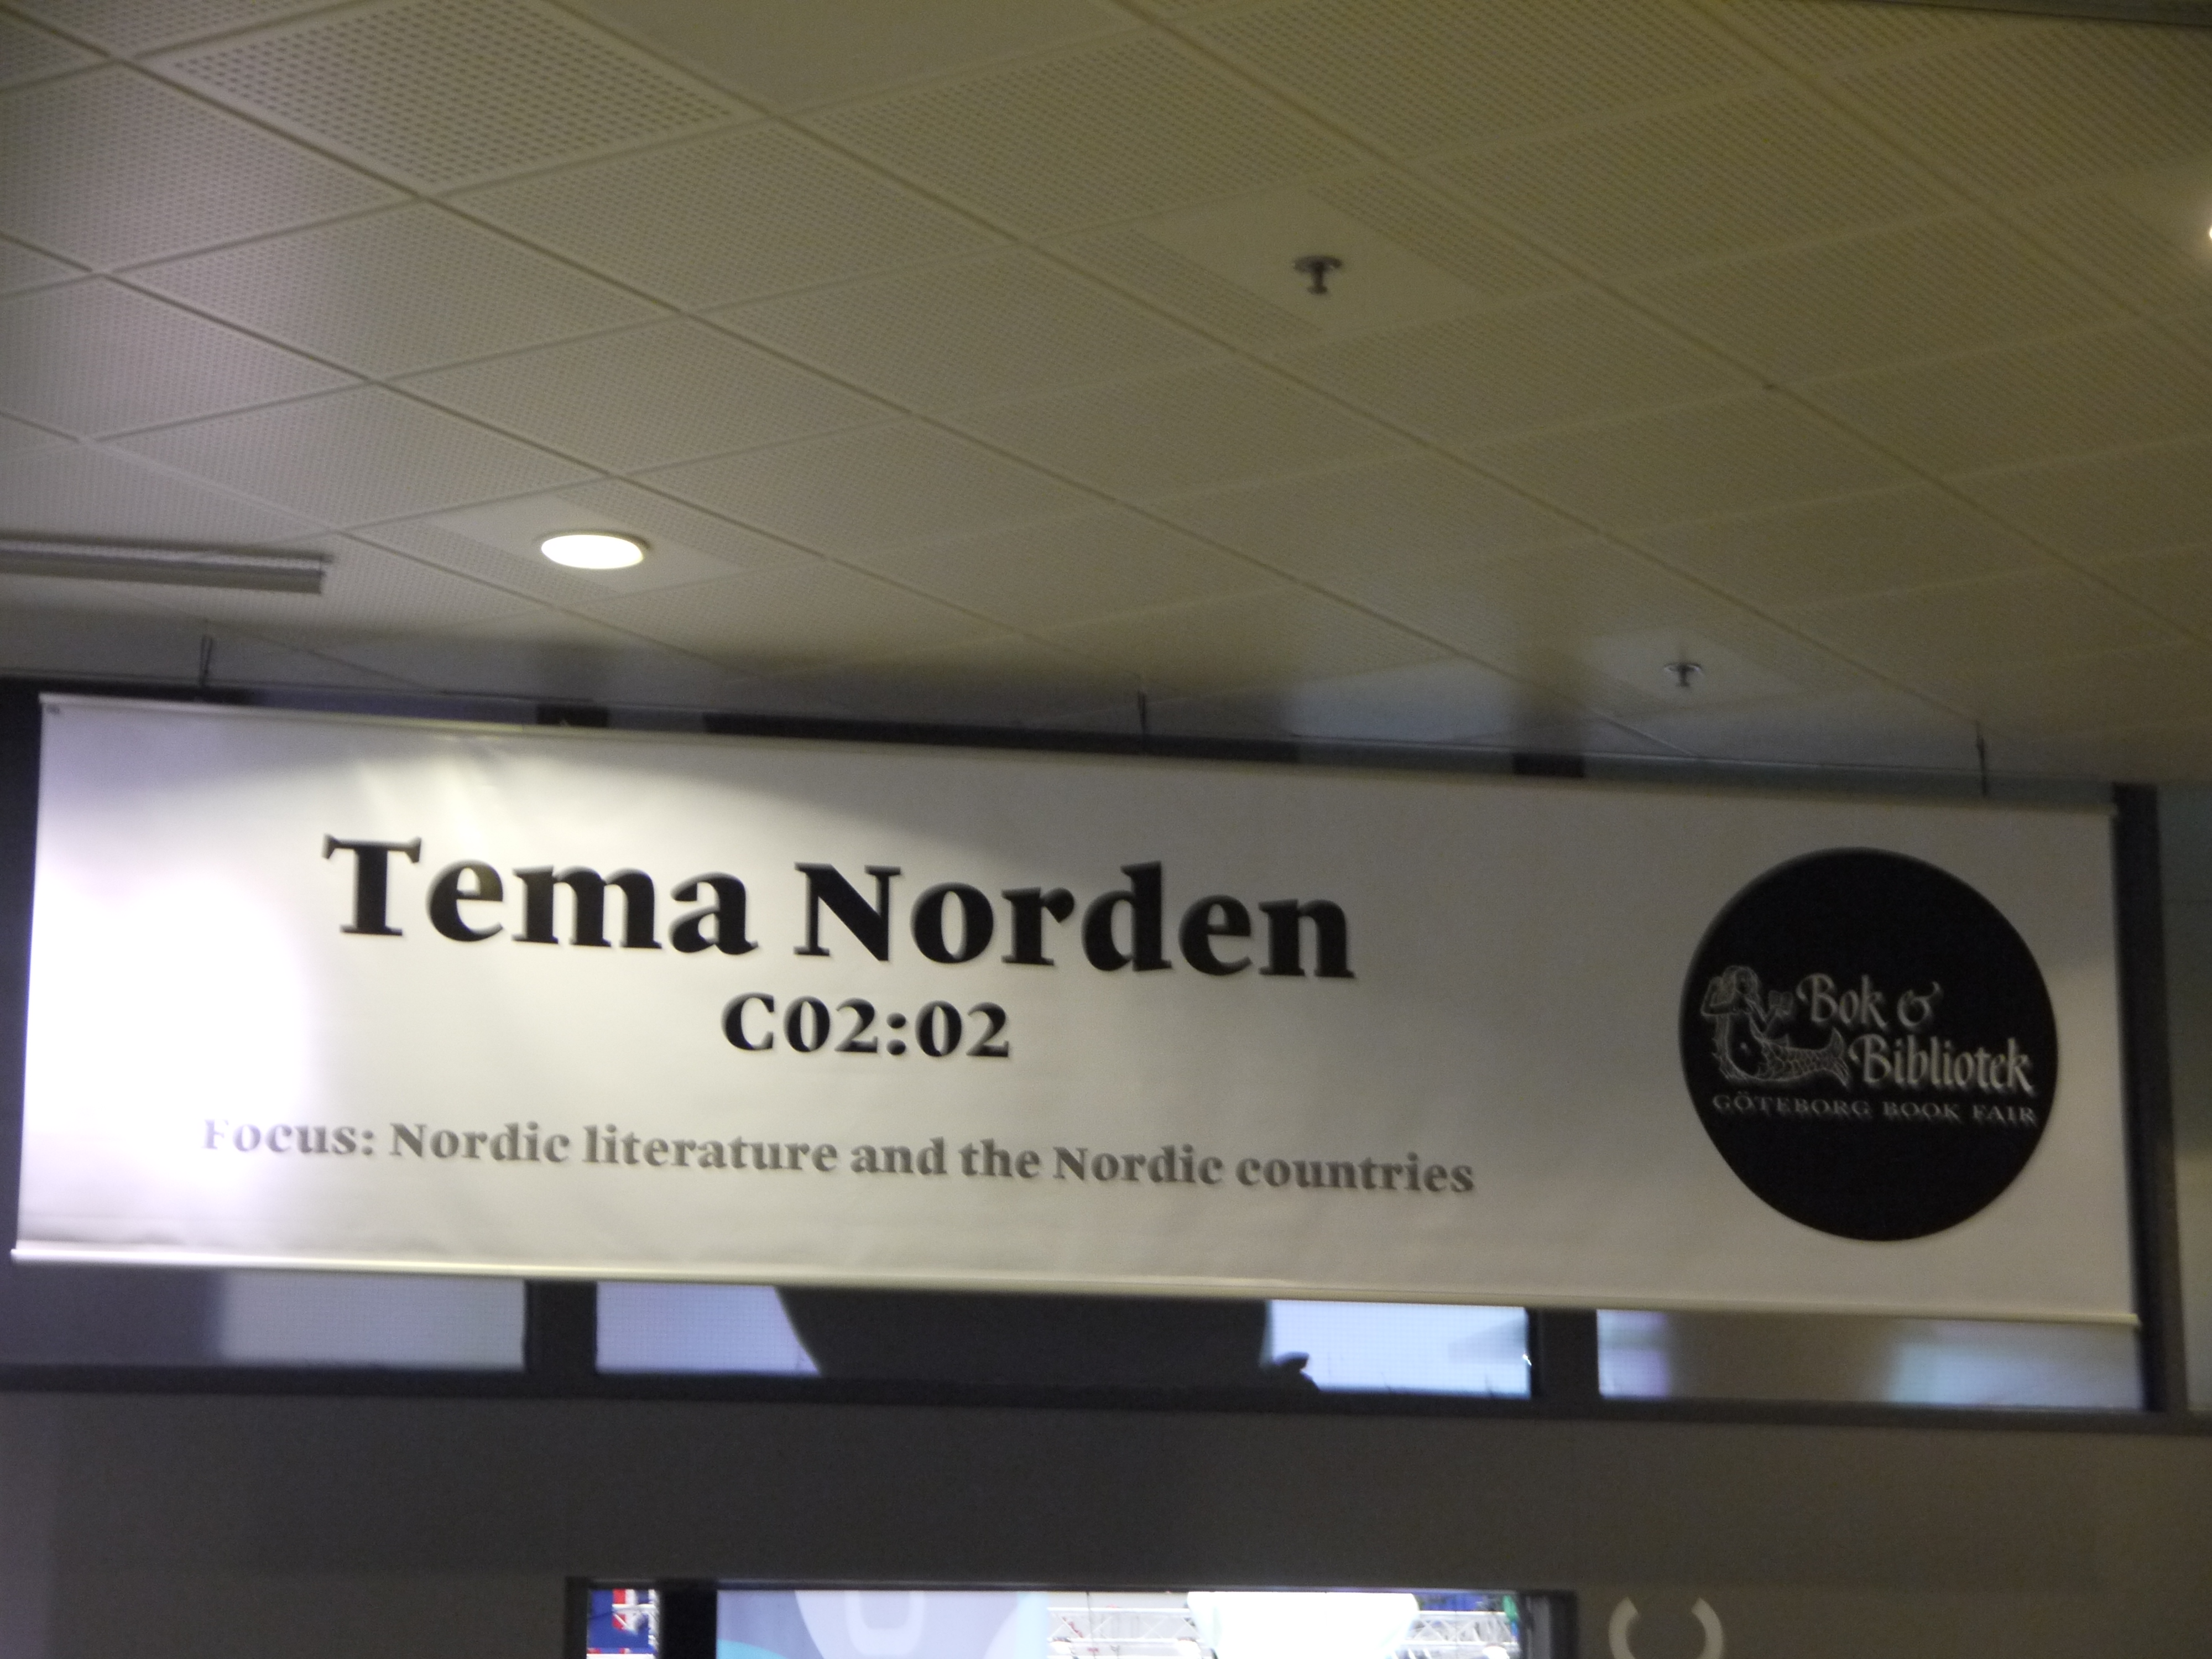 Tema Norden
C02:02
Focus: Nordic literature and the Nordic countries
Bok &
Bibliotek
GÖTEBORG BOOK FAIR